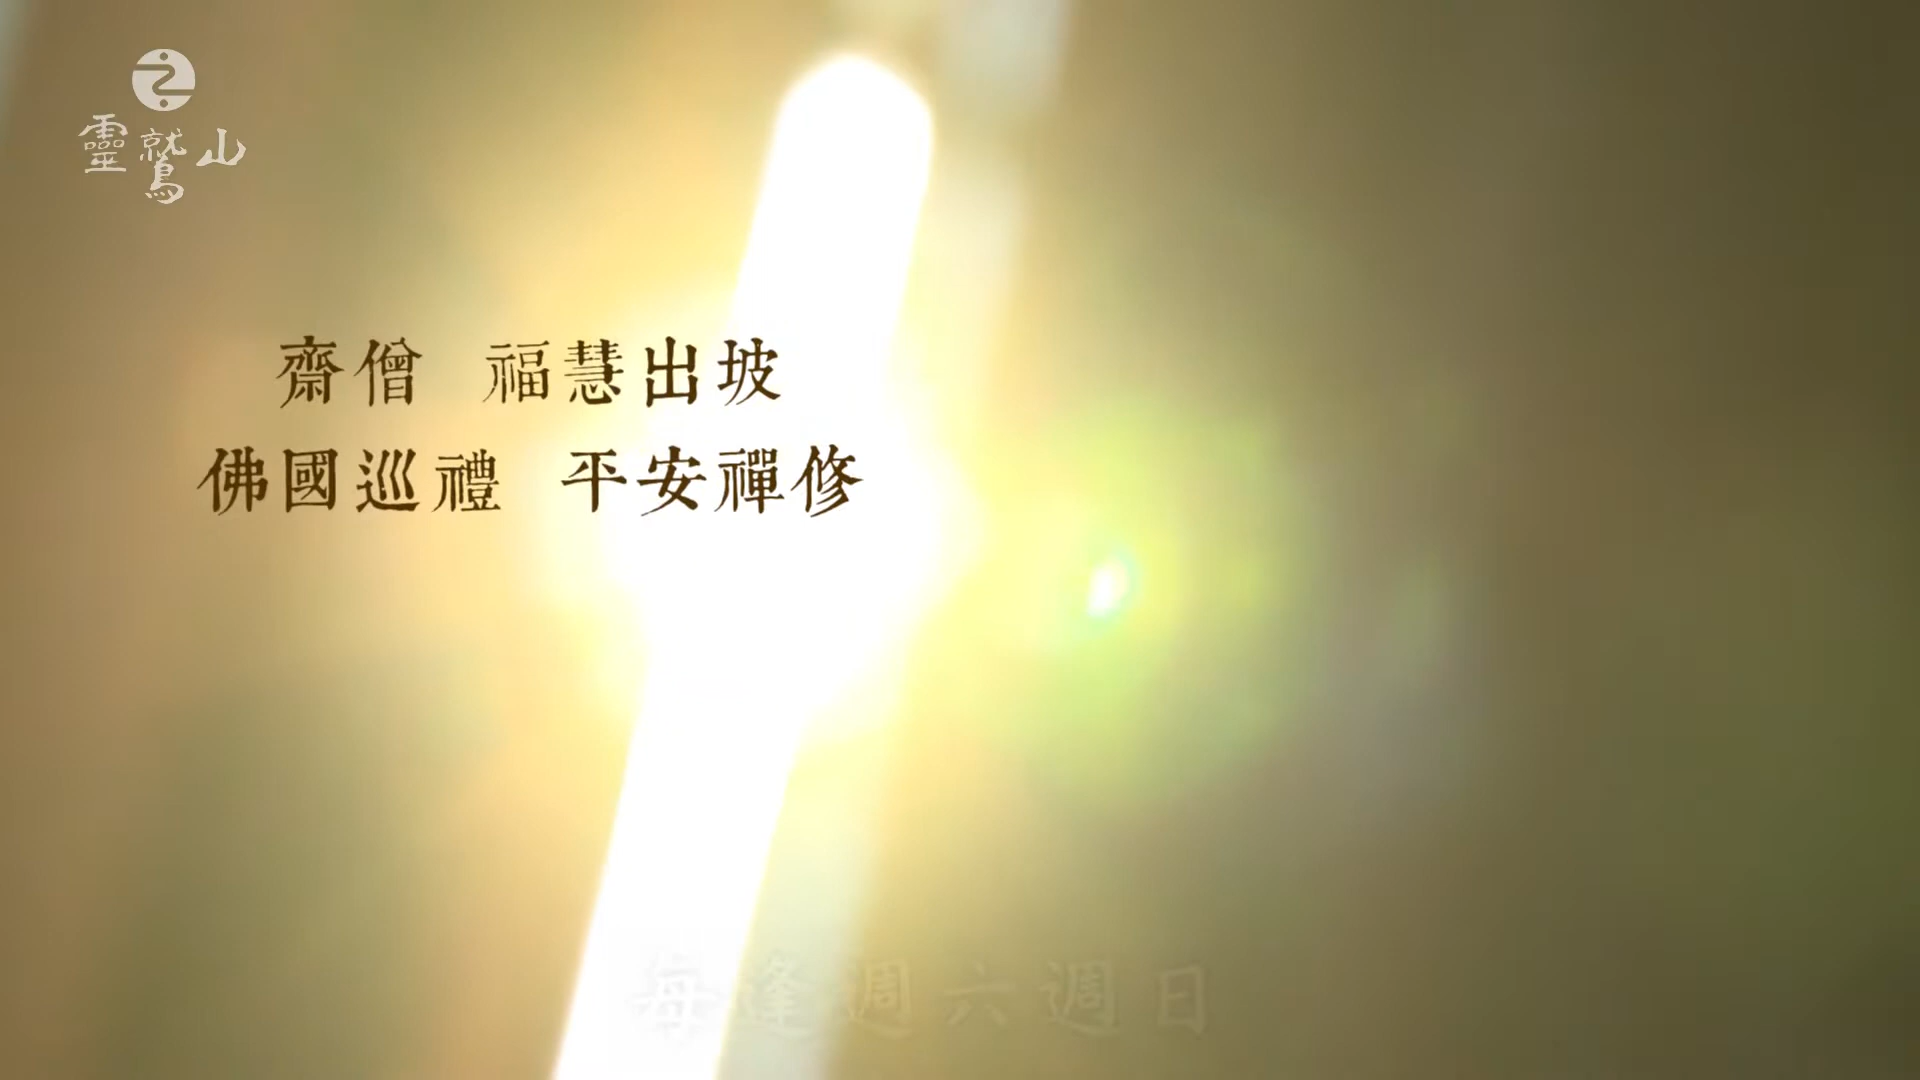 靈鷲山
齋僧 福慧出坡
佛國巡禮 平安禪修
每逢週六週日